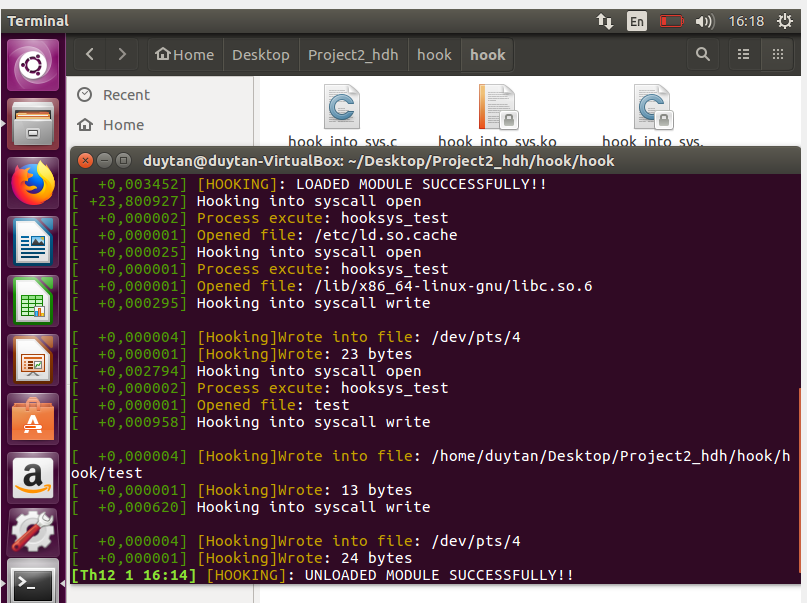 Terminal
En
16:18
Home
Desktop
Project2_hdh
hook
hook
Recent
Home
hook_into_sys.c
hook_into_sys.ko
hook_into_sys.
duytan@duytan-VirtualBox: ~/Desktop/Project2_hdh/hook/hook
[  +0,003452] [HOOKING]: LOADED MODULE SUCCESSFULLY!!
[ +23,800927] Hooking into syscall open
[  +0,000002] Process excute: hooksys_test
[  +0,000001] Opened file: /etc/ld.so.cache
[  +0,000025] Hooking into syscall open
[  +0,000001] Process excute: hooksys_test
[  +0,000001] Opened file: /lib/x86_64-linux-gnu/libc.so.6
[  +0,000295] Hooking into syscall write
[  +0,000004] [Hooking]Wrote into file: /dev/pts/4
[  +0,000001] [Hooking]Wrote: 23 bytes
[  +0,002794] Hooking into syscall open
[  +0,000002] Process excute: hooksys_test
[  +0,000001] Opened file: test
[  +0,000958] Hooking into syscall write
[  +0,000004] [Hooking]Wrote into file: /home/duytan/Desktop/Project2_hdh/hook/h
ook/test
[  +0,000001] [Hooking]Wrote: 13 bytes
[  +0,000620] Hooking into syscall write
[  +0,000004] [Hooking]Wrote into file: /dev/pts/4
[  +0,000001] [Hooking]Wrote: 24 bytes
[Th12 1 16:14] [HOOKING]: UNLOADED MODULE SUCCESSFULLY!!